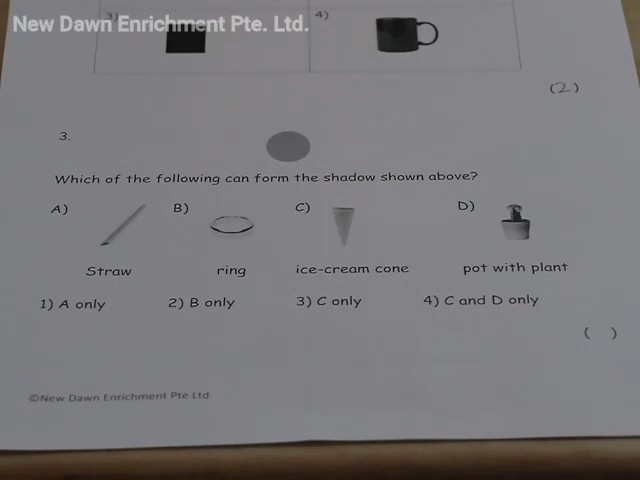 New Dawn Enrichment Pte. Ltd.
3)
4)
(2)
3.
Which of the following can form the shadow shown above?
A)
B)
C)
D)
Straw
ring
ice-cream cone
pot with plant
1) A only
2) B only
3) C only
4) C and D only
( )
©New Dawn Enrichment Pte Ltd